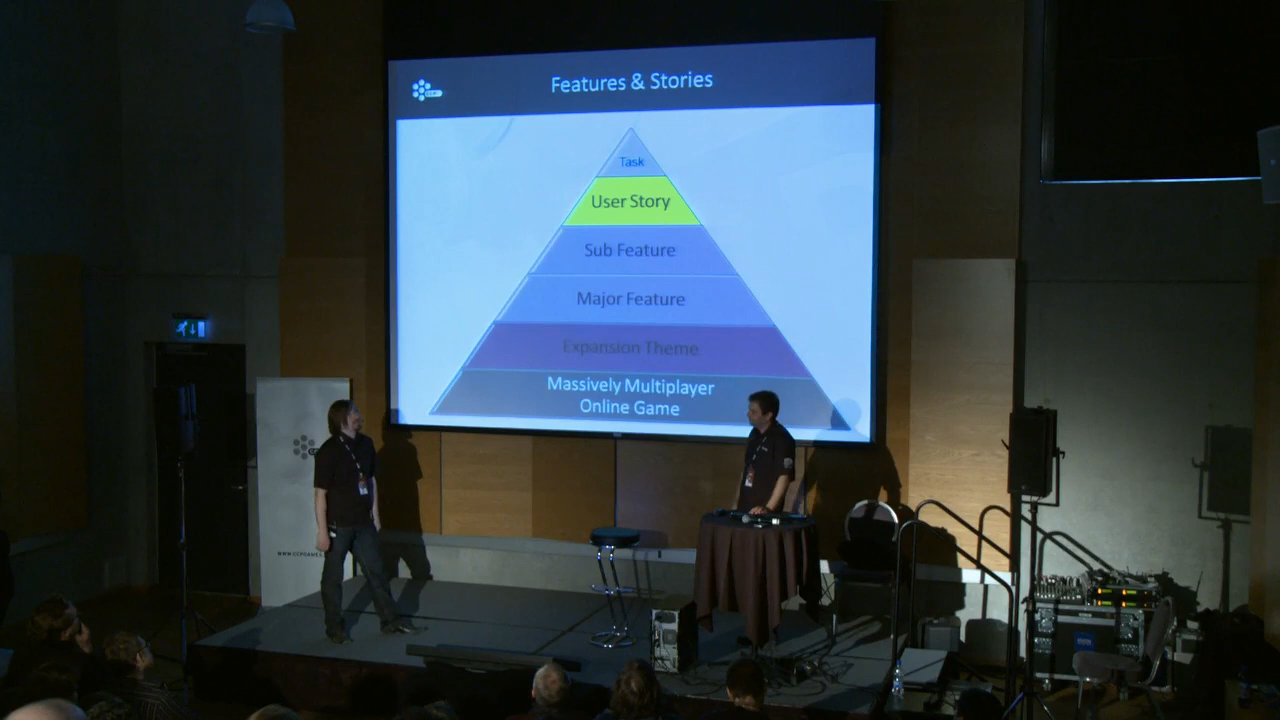 Features & Stories
Task
User Story
Sub Feature
Major Feature
Expansion Theme
Massively Multiplayer
Online Game